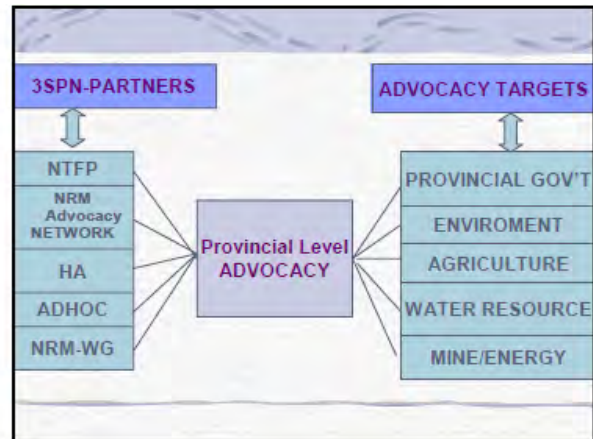 3SPN-PARTNERS
NTFP
NRM
Advocacy
NETWORK
HA
ADHOC
NRM-WG
Provincial Level
ADVOCACY
ADVOCACY TARGETS
PROVINCIAL GOV'T
ENVIROMENT
AGRICULTURE
WATER RESOURCE
MINE/ENERGY